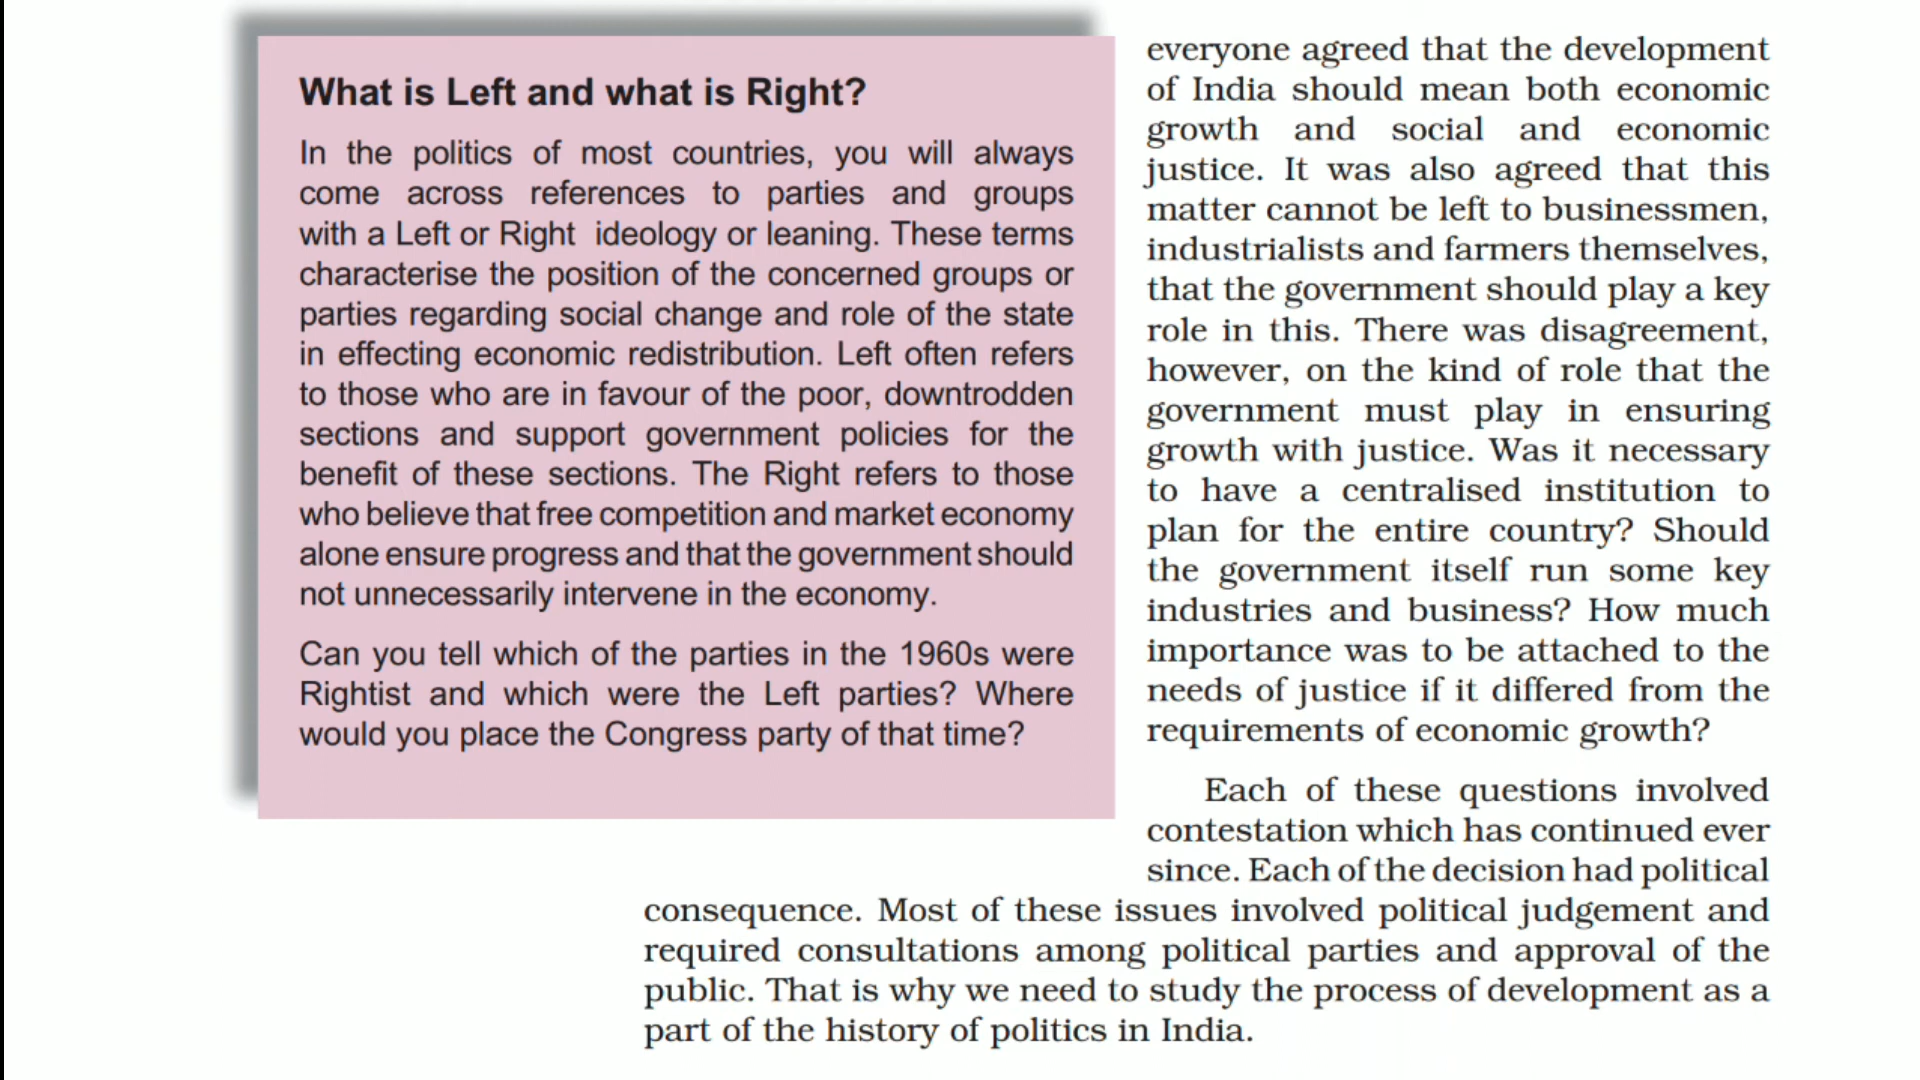 What is Left and what is Right?
In the politics of most countries, you will always
come across references to parties and groups
with a Left or Right ideology or leaning. These terms
characterise the position of the concerned groups or
parties regarding social change and role of the state
in effecting economic redistribution. Left often refers
to those who are in favour of the poor, downtrodden
sections and support government policies for the
benefit of these sections. The Right refers to those
who believe that free competition and market economy
alone ensure progress and that the government should
not unnecessarily intervene in the economy.
Can you tell which of the parties in the 1960s were
Rightist and which were the Left parties? Where
would you place the Congress party of that time?
everyone agreed that the development
of India should mean both economic
growth and social and economic
justice. It was also agreed that this
matter cannot be left to businessmen,
industrialists and farmers themselves,
that the government should play a key
role in this. There was disagreement,
however, on the kind of role that the
government must play in ensuring
growth with justice. Was it necessary
to have a centralised institution to
plan for the entire country? Should
the government itself run some key
industries and business? How much
importance was to be attached to the
needs of justice if it differed from the
requirements of economic growth?
Each of these questions involved
contestation which has continued ever
since. Each of the decision had political
consequence. Most of these issues involved political judgement and
required consultations among political parties and approval of the
public. That is why we need to study the process of development as a
part of the history of politics in India.